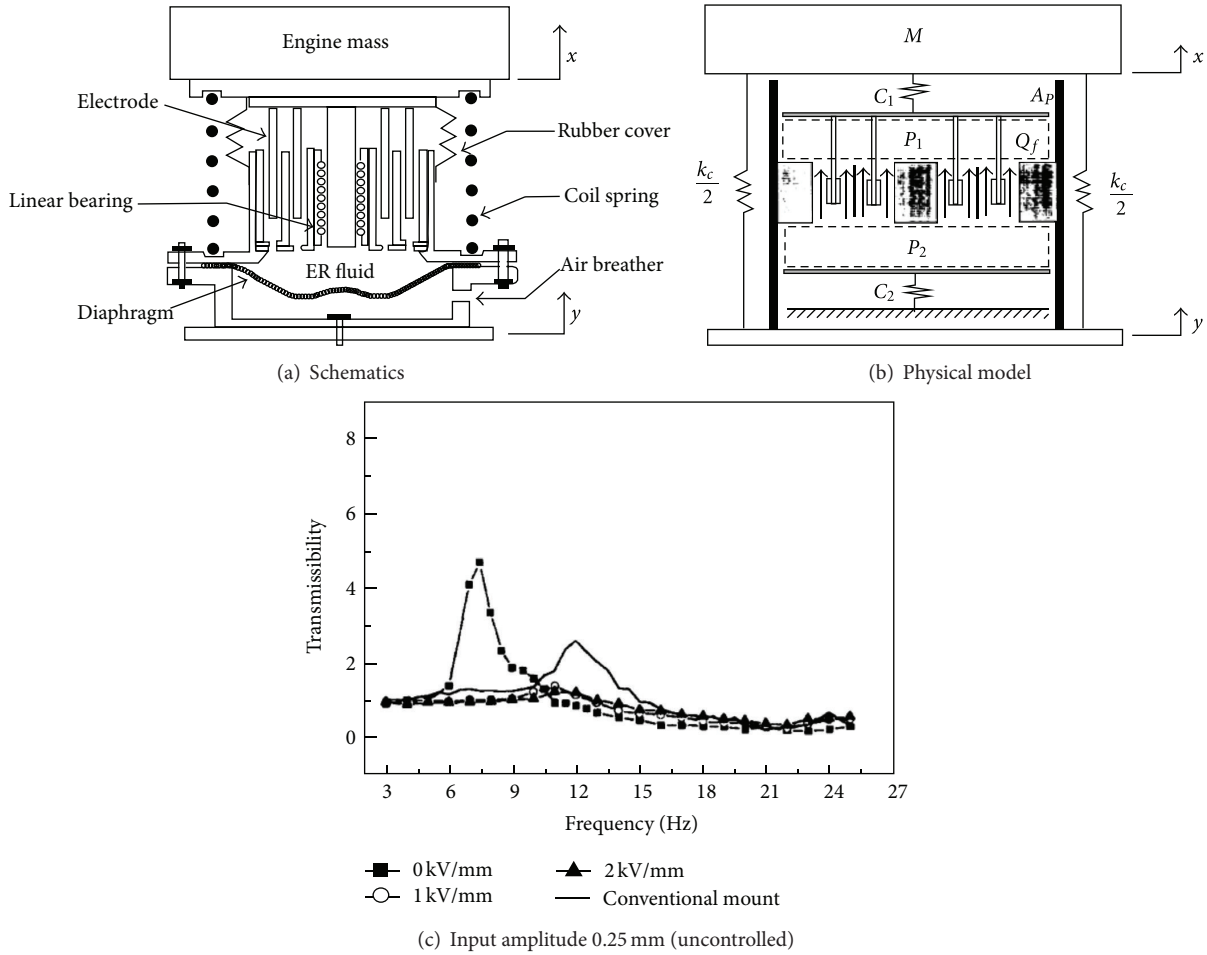 Engine mass
x
Electrode
Rubber cover
Linear bearing
Coil spring
ER fluid
Air breather
Diaphragm
y
(a) Schematics
M
x
C1
AP
P1
Qf
kc
2
kc
2
P2
C2
y
(b) Physical model
8
6
4
2
0
Transmissibility
3 6 9 12 15 18 21 24 27
Frequency (Hz)
0 kV/mm
2 kV/mm
1 kV/mm
Conventional mount
(c) Input amplitude 0.25 mm (uncontrolled)